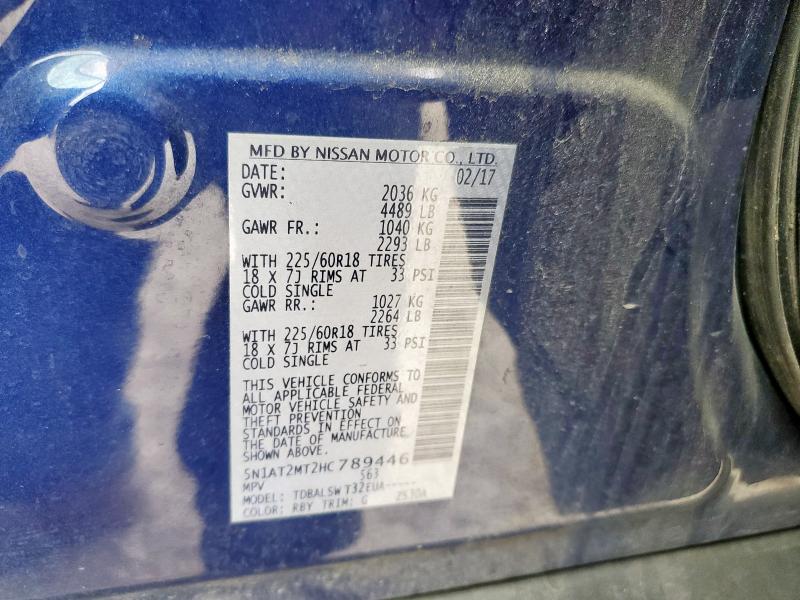 MFD BY NISSAN MOTOR CO., LTD.
DATE: 02/17
GVWR: 2036 KG
4489 LB
GAWR FR.: 1040 KG
2293 LB
WITH 225/60R18 TIRES
18 X 7J RIMS AT 33 PSI
COLD SINGLE
GAWR RR.: 1027 KG
2264 LB
WITH 225/60R18 TIRES
18 X 7J RIMS AT 33 PSI
COLD SINGLE
THIS VEHICLE CONFORMS TO
ALL APPLICABLE FEDERAL
MOTOR VEHICLE SAFETY AND
THEFT PREVENTION
STANDARDS IN EFFECT ON
THE DATE OF MANUFACTURE
SHOWN ABOVE.
5N1AT2MT2HC789446
MPV S63
MODEL: TDBALSW T32EUA-----
COLOR: RBY TRIM: G 2S30A